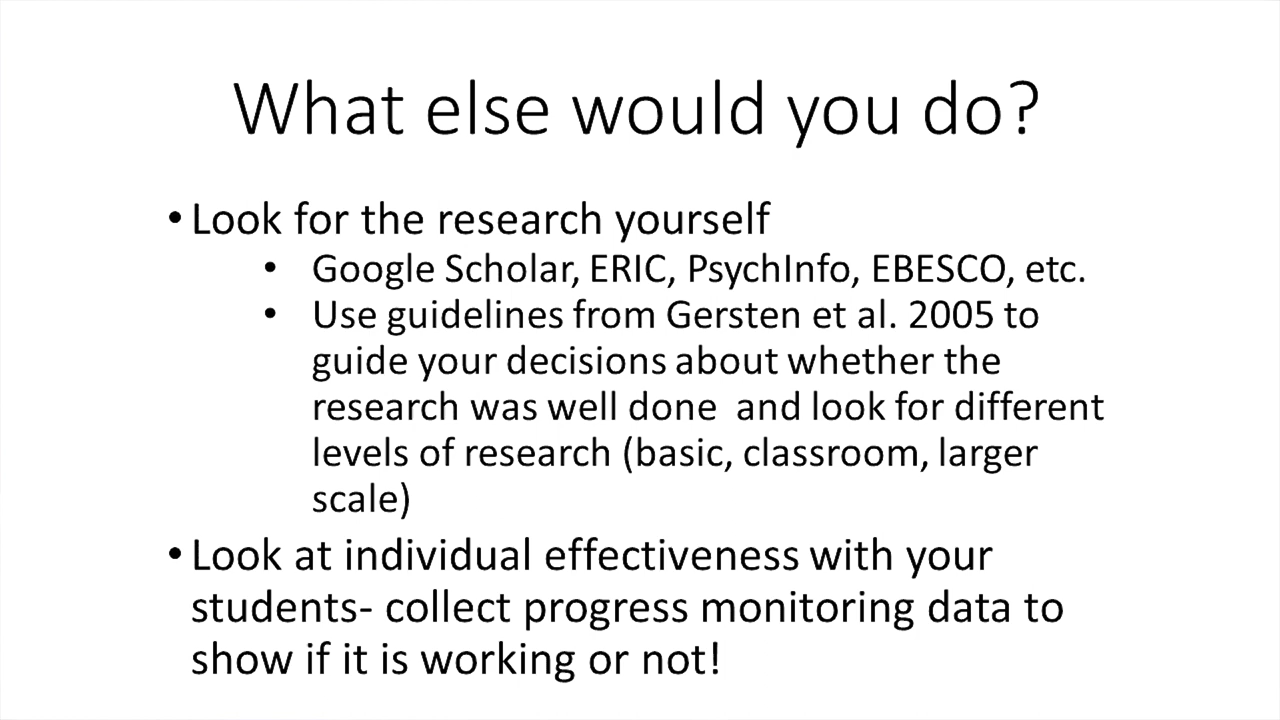 What else would you do?
• Look for the research yourself
• Google Scholar, ERIC, PsychInfo, EBESCO, etc.
• Use guidelines from Gersten et al. 2005 to
guide your decisions about whether the
research was well done and look for different
levels of research (basic, classroom, larger
scale)
• Look at individual effectiveness with your
students- collect progress monitoring data to
show if it is working or not!